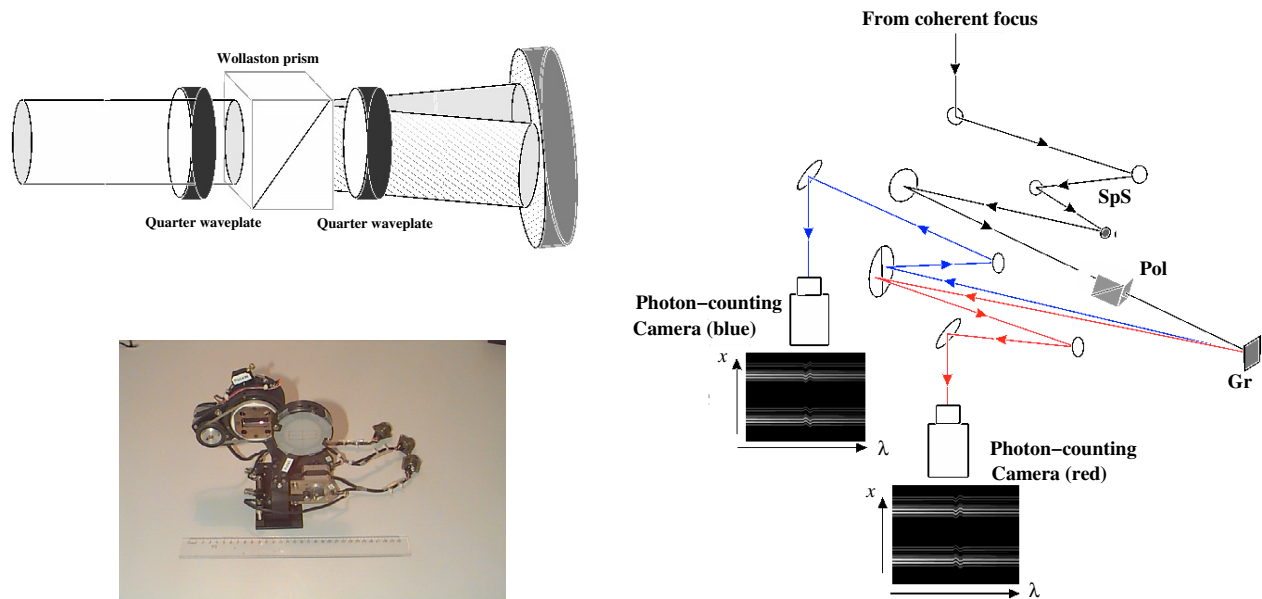 Wollaston prism
Quarter waveplate
Quarter waveplate
From coherent focus
SpS
Pol
Gr
Photon−counting
Camera (blue)
x
λ
Photon−counting
Camera (red)
x
λ